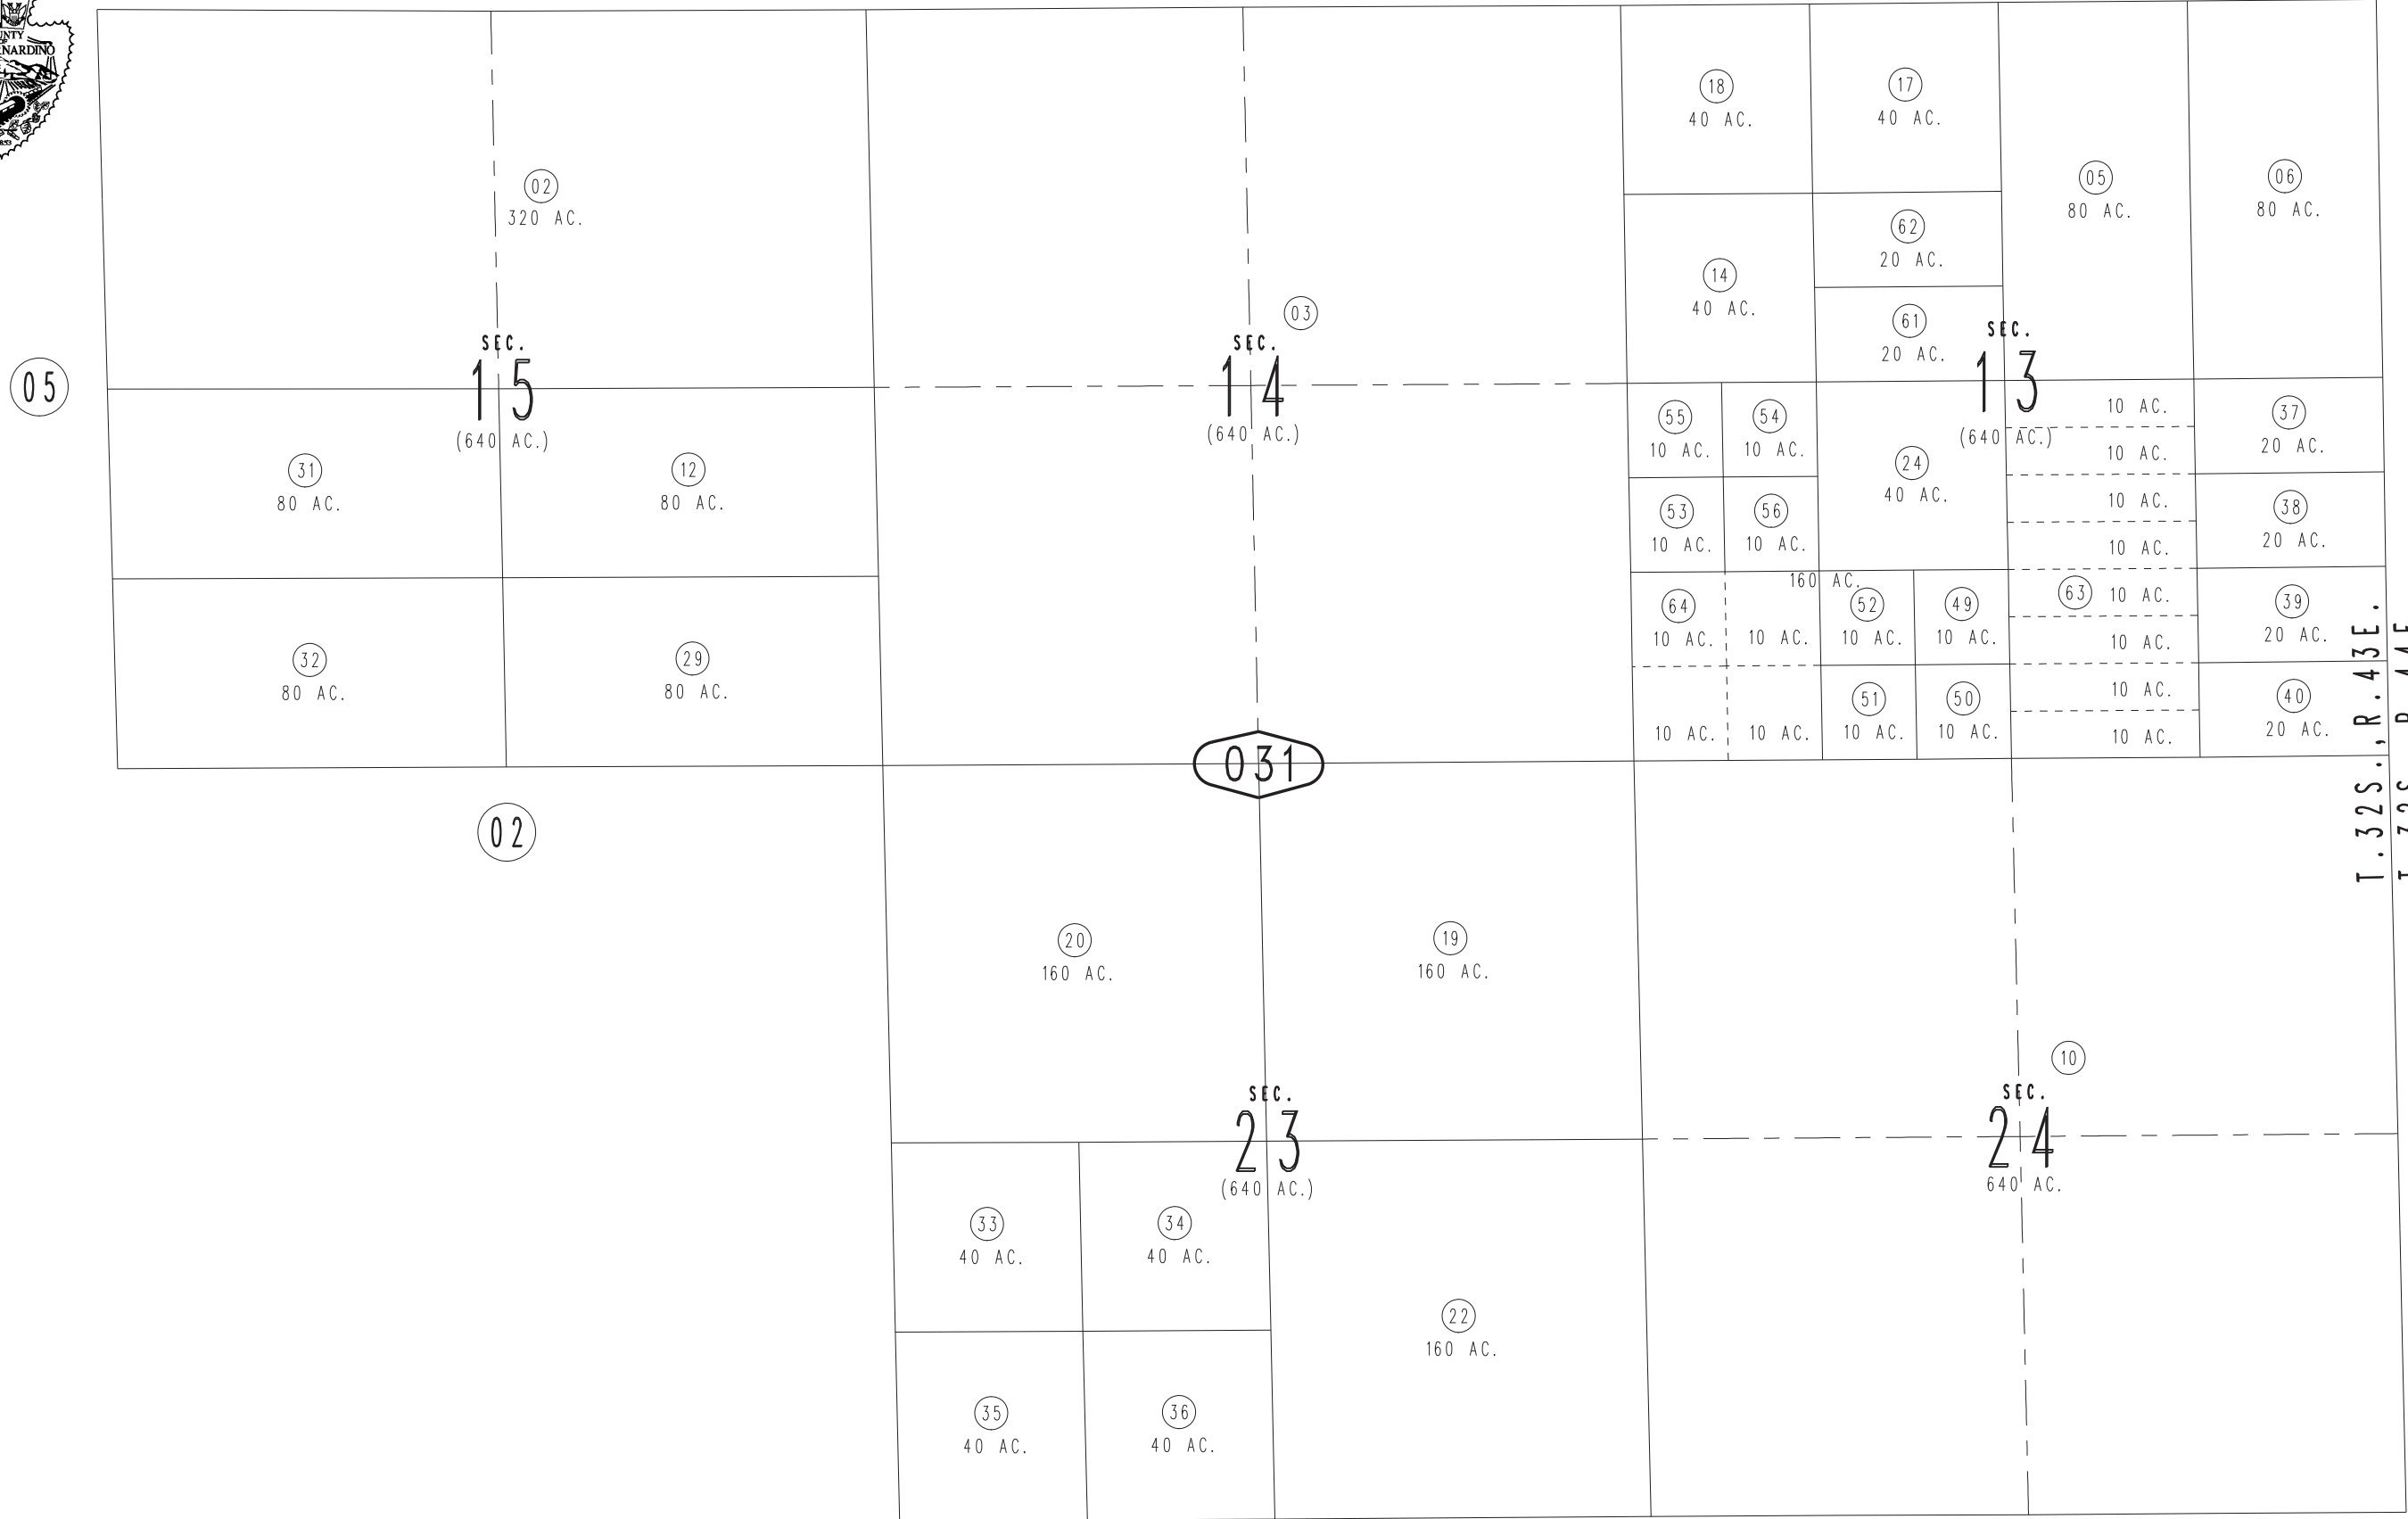 UNTY
OF
NARDINO
1853
05
02
320 AC.
SEC.
15
(640 AC.)
31
80 AC.
12
80 AC.
32
80 AC.
29
80 AC.
02
03
SEC.
14
(640 AC.)
18
40 AC.
17
40 AC.
14
40 AC.
62
20 AC.
61
20 AC.
05
80 AC.
06
80 AC.
SEC.
13
(640 AC.)
55
10 AC.
54
10 AC.
53
10 AC.
56
10 AC.
24
40 AC.
160 AC.
64
10 AC.
10 AC.
10 AC.
10 AC.
52
10 AC.
49
10 AC.
51
10 AC.
50
10 AC.
10 AC.
10 AC.
10 AC.
10 AC.
63
10 AC.
10 AC.
10 AC.
10 AC.
37
20 AC.
38
20 AC.
39
20 AC.
40
20 AC.
T.32S.,R.43E.
031
20
160 AC.
19
160 AC.
SEC.
23
(640 AC.)
33
40 AC.
34
40 AC.
35
40 AC.
36
40 AC.
22
160 AC.
10
SEC.
24
640 AC.